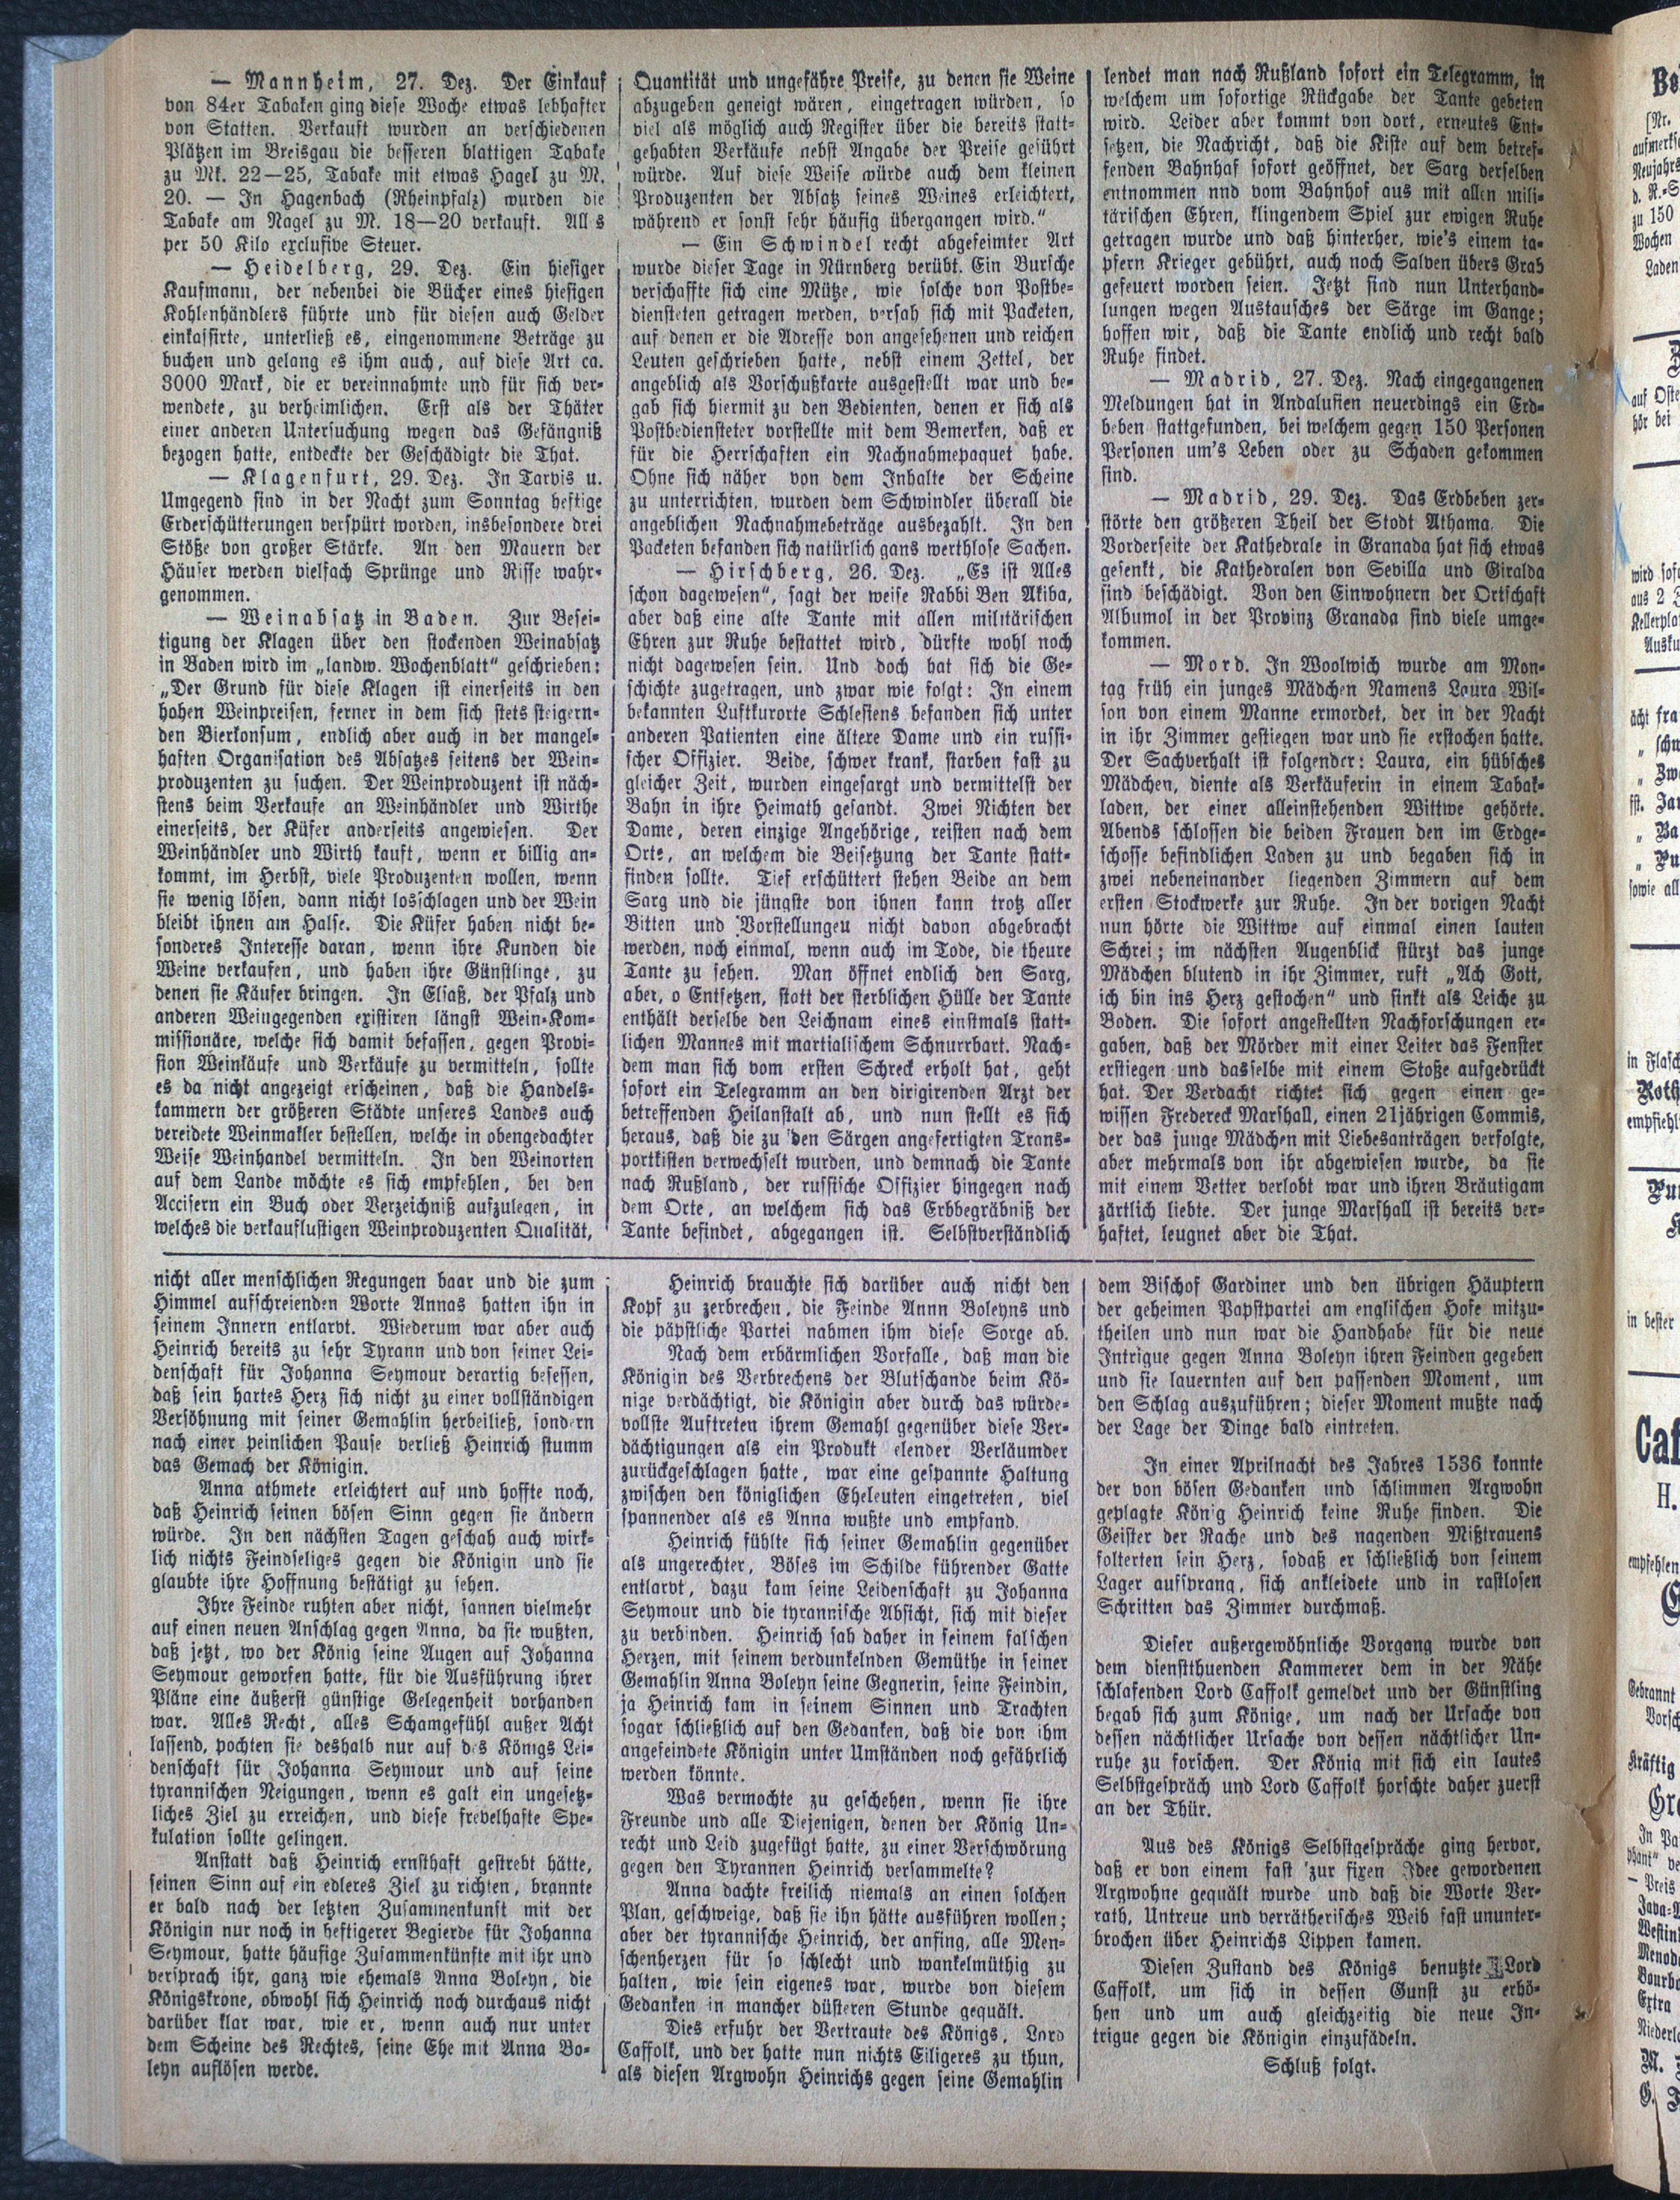 — Mannheim, 27. Dez. Der Einkauf
von 84er Tabaken ging diese Woche etwas lebhafter
von Statten. Verkauft wurden an verschiedenen
Plätzen im Breisgau die besseren blattigen Tabake
zu Mk. 22—25, Tabake mit etwas Hagel zu M.
20. — In Hagenbach (Rheinpfalz) wurden die
Tabake am Nagel zu M. 18—20 verkauft. All s
per 50 Kilo exclusive Steuer.
— Heidelberg, 29. Dez. Ein hiesiger
Kaufmann, der nebenbei die Bücher eines hiesigen
Kohlenhändlers führte und für diesen auch Gelder
einkassirte, unterließ es, eingenommene Beträge zu
buchen und gelang es ihm auch, auf diese Art ca.
3000 Mark, die er vereinnahmte und für sich ver-
wendete, zu verheimlichen. Erst als der Thäter
einer anderen Untersuchung wegen das Gefängniß
bezogen hatte, entdeckte der Geschädigte die That.
— Klagenfurt, 29. Dez. In Tarvis u.
Umgegend sind in der Nacht zum Sonntag heftige
Erderschütterungen verspürt worden, insbesondere drei
Stöße von großer Stärke. An den Mauern der
Häuser werden vielfach Sprünge und Risse wahr-
genommen.
— Weinabsatz in Baden. Zur Besei-
tigung der Klagen über den stockenden Weinabsatz
in Baden wird im „landw. Wochenblatt“ geschrieben:
„Der Grund für diese Klagen ist einerseits in den
hohen Weinpreisen, ferner in dem sich stets steigern-
den Bierkonsum, endlich aber auch in der mangel-
haften Organisation des Absatzes seitens der Wein-
produzenten zu suchen. Der Weinproduzent ist näch-
stens beim Verkaufe an Weinhändler und Wirthe
einerseits, der Küfer anderseits angewiesen. Der
Weinhändler und Wirth kauft, wenn er billig an-
kommt, im Herbst, viele Produzenten wollen, wenn
sie wenig lösen, dann nicht losschlagen und der Wein
bleibt ihnen am Halse. Die Küfer haben nicht be-
sonderes Interesse daran, wenn ihre Kunden die
Weine verkaufen, und haben ihre Günstlinge, zu
denen sie Käufer bringen. In Elsaß, der Pfalz und
anderen Weingegenden existiren längst Wein-Kom-
missionäre, welche sich damit befassen, gegen Provi-
sion Weinkäufe und Verkäufe zu vermitteln, sollte
es da nicht angezeigt erscheinen, daß die Handels-
kammern der größeren Städte unseres Landes auch
vereidete Weinmakler bestellen, welche in obengedachter
Weise Weinhandel vermitteln. In den Weinorten
auf dem Lande möchte es sich empfehlen, bei den
Accisern ein Buch oder Verzeichniß aufzulegen, in
welches die verkauflustigen Weinproduzenten Qualität,
Quantität und ungefähre Preise, zu denen sie Weine
abzugeben geneigt wären, eingetragen würden, so
viel als möglich auch Register über die bereits statt-
gehabten Verkäufe nebst Angabe der Preise geführt
würde. Auf diese Weise würde auch dem kleinen
Produzenten der Absatz seines Weines erleichtert,
während er sonst sehr häufig übergangen wird.“
— Ein Schwindel recht abgefeimter Art
wurde dieser Tage in Nürnberg verübt. Ein Bursche
verschaffte sich eine Mütze, wie solche von Postbe-
diensteten getragen werden, versah sich mit Packeten,
auf denen er die Adresse von angesehenen und reichen
Leuten geschrieben hatte, nebst einem Zettel, der
angeblich als Vorschußkarte ausgestellt war und be-
gab sich hiermit zu den Bedienten, denen er sich als
Postbediensteter vorstellte mit dem Bemerken, daß er
für die Herrschaften ein Nachnahmepaquet habe.
Ohne sich näher von dem Inhalte der Scheine
zu unterrichten, wurden dem Schwindler überall die
angeblichen Nachnahmebeträge ausbezahlt. In den
Packeten befanden sich natürlich gans werthlose Sachen.
— Hirschberg, 26. Dez. „Es ist Alles
schon dagewesen“, sagt der weise Rabbi Ben Akiba,
aber daß eine alte Tante mit allen militärischen
Ehren zur Ruhe bestattet wird, dürfte wohl noch
nicht dagewesen sein. Und doch hat sich die Ge-
schichte zugetragen, und zwar wie folgt: In einem
bekannten Luftkurorte Schlesiens befanden sich unter
anderen Patienten eine ältere Dame und ein russi-
scher Offizier. Beide, schwer krank, starben fast zu
gleicher Zeit, wurden eingesargt und vermittelst der
Bahn in ihre Heimath gesandt. Zwei Nichten der
Dame, deren einzige Angehörige, reisten nach dem
Orte, an welchem die Beisetzung der Tante statt-
finden sollte. Tief erschüttert stehen Beide an dem
Sarg und die jüngste von ihnen kann trotz aller
Bitten und Vorstellungeu nicht davon abgebracht
werden, noch einmal, wenn auch im Tode, die theure
Tante zu sehen. Man öffnet endlich den Sarg,
aber, o Entsetzen, statt der sterblichen Hülle der Tante
enthält derselbe den Leichnam eines einstmals statt-
lichen Mannes mit martialischem Schnurrbart. Nach-
dem man sich vom ersten Schreck erholt hat, geht
sofort ein Telegramm an den dirigirenden Arzt der
betreffenden Heilanstalt ab, und nun stellt es sich
heraus, daß die zu den Särgen angefertigten Trans-
portkisten verwechselt wurden, und demnach die Tante
nach Rußland, der russische Offizier hingegen nach
dem Orte, an welchem sich das Erbbegräbniß der
Tante befindet, abgegangen ist. Selbstverständlich
lendet man nach Rußland sofort ein Telegramm, in
welchem um sofortige Rückgabe der Tante gebeten
wird. Leider aber kommt von dort, erneutes Ent-
setzen, die Nachricht, daß die Kiste auf dem betref-
fenden Bahnhof sofort geöffnet, der Sarg derselben
entnommen nnd vom Bahnhof aus mit allen mili-
tärischen Ehren, klingendem Spiel zur ewigen Ruhe
getragen wurde und daß hinterher, wie's einem ta-
pfern Krieger gebührt, auch noch Salven übers Grab
gefeuert worden seien. Jetzt sind nun Unterhand-
lungen wegen Austausches der Särge im Gange;
hoffen wir, daß die Tante endlich und recht bald
Ruhe findet.
— Madrid, 27. Dez. Nach eingegangenen
Meldungen hat in Andalusien neuerdings ein Erd-
beben stattgefunden, bei welchem gegen 150 Personen
Personen um's Leben oder zu Schaden gekommen
sind.
— Madrid, 29. Dez. Das Erdbeben zer-
störte den größeren Theil der Stodt Athama. Die
Vorderseite der Kathedrale in Granada hat sich etwas
gesenkt, die Kathedralen von Sevilla und Giralda
sind beschädigt. Von den Einwohnern der Ortschaft
Albumol in der Provinz Granada sind viele umge-
kommen.
— Mord. In Woolwich wurde am Mon-
tag früh ein junges Mädchen Namens Laura Wil-
son von einem Manne ermordet, der in der Nacht
in ihr Zimmer gestiegen war und sie erstochen hatte.
Der Sachverhalt ist folgender: Laura, ein hübsches
Mädchen, diente als Verkäuferin in einem Tabak-
laden, der einer alleinstehenden Wittwe gehörte.
Abends schlossen die beiden Frauen den im Erdge-
schosse befindlichen Laden zu und begaben sich in
zwei nebeneinander liegenden Zimmern auf dem
ersten Stockwerke zur Ruhe. In der vorigen Nacht
nun hörte die Wittwe auf einmal einen lauten
Schrei; im nächsten Augenblick stürzt das junge
Mädchen blutend in ihr Zimmer, ruft „Ach Gott,
ich bin ins Herz gestochen“ und sinkt als Leiche zu
Boden. Die sofort angestellten Nachforschungen er-
gaben, daß der Mörder mit einer Leiter das Fenster
erstiegen und dasselbe mit einem Stoße aufgedrückt
hat. Der Verdacht richtet sich gegen einen ge-
wissen Fredereck Marshall, einen 21jährigen Commis,
der das junge Mädchen mit Liebesanträgen verfolgte,
aber mehrmals von ihr abgewiesen wurde, da sie
mit einem Vetter verlobt war und ihren Bräutigam
zärtlich liebte. Der junge Marshall ist bereits ver-
haftet, leugnet aber die That.
nicht aller menschlichen Regungen baar und die zum
Himmel aufschreienden Worte Annas hatten ihn in
seinem Innern entlarvt. Wiederum war aber auch
Heinrich bereits zu sehr Tyrann und von seiner Lei-
denschaft für Johanna Seymour derartig besessen,
daß sein hartes Herz sich nicht zu einer vollständigen
Versöhnung mit seiner Gemahlin herbeiließ, sondern
nach einer peinlichen Pause verließ Heinrich stumm
das Gemach der Königin.
Anna athmete erleichtert auf und hoffte noch,
daß Heinrich seinen bösen Sinn gegen sie ändern
würde. In den nächsten Tagen geschah auch wirk-
lich nichts Feindseliges gegen die Königin und sie
glaubte ihre Hoffnung bestätigt zu sehen.
Ihre Feinde ruhten aber nicht, sannen vielmehr
auf einen neuen Anschlag gegen Anna, da sie wußten,
daß jetzt, wo der König seine Augen auf Johanna
Seymour geworfen hatte, für die Ausführung ihrer
Pläne eine äußerst günstige Gelegenheit vorhanden
war. Alles Recht, alles Schamgefühl außer Acht
lassend, pochten sie deshalb nur auf des Königs Lei-
denschaft für Johanna Seymour und auf seine
tyrannischen Neigungen, wenn es galt ein ungesetz-
liches Ziel zu erreichen, und diese frevelhafte Spe-
kulation sollte gelingen.
Anstatt daß Heinrich ernsthaft gestrebt hätte,
seinen Sinn auf ein edleres Ziel zu richten, brannte
er bald nach der letzten Zusammenkunft mit der
Königin nur noch in heftigerer Begierde für Johanna
Seymour, hatte häufige Zusammenkünfte mit ihr und
versprach ihr, ganz wie ehemals Anna Boleyn, die
Königskrone, obwohl sich Heinrich noch durchaus nicht
darüber klar war, wie er, wenn auch nur unter
dem Scheine des Rechtes, seine Ehe mit Anna Bo-
leyn auflösen werde.
Heinrich brauchte sich darüber auch nicht den
Kopf zu zerbrechen, die Feinde Annn Boleyns und
die päpstliche Partei nahmen ihm diese Sorge ab.
Nach dem erbärmlichen Vorfalle, daß man die
Königin des Verbrechens der Blutschande beim Kö-
nige verdächtigt, die Königin aber durch das würde-
vollste Auftreten ihrem Gemahl gegenüber diese Ver-
dächtigungen als ein Produkt elender Verläumder
zurückgeschlagen hatte, war eine gespannte Haltung
zwischen den königlichen Eheleuten eingetreten, viel
spannender als es Anna wußte und empfand.
Heinrich fühlte sich seiner Gemahlin gegenüber
als ungerechter, Böses im Schilde führender Gatte
entlarvt, dazu kam seine Leidenschaft zu Johanna
Seymour und die tyrannische Absicht, sich mit dieser
zu verbinden. Heinrich sah daher in seinem falschen
Herzen, mit seinem verdunkelnden Gemüthe in seiner
Gemahlin Anna Boleyn seine Gegnerin, seine Feindin,
ja Heinrich kam in seinem Sinnen und Trachten
sogar schließlich auf den Gedanken, daß die von ihm
angefeindete Königin unter Umständen noch gefährlich
werden könnte.
Was vermochte zu geschehen, wenn sie ihre
Freunde und alle Diejenigen, denen der König Un-
recht und Leid zugefügt hatte, zu einer Verschwörung
gegen den Tyrannen Heinrich versammelte?
Anna dachte freilich niemals an einen solchen
Plan, geschweige, daß sie ihn hätte ausführen wollen;
aber der tyrannische Heinrich, der anfing, alle Men-
schenherzen für so schlecht und wankelmüthig zu
halten, wie sein eigenes war, wurde von diesem
Gedanken in mancher düsteren Stunde gequält.
Dies erfuhr der Vertraute des Königs, Lord
Caffolk, und der hatte nun nichts Eiligeres zu thun,
als diesen Argwohn Heinrichs gegen seine Gemahlin
dem Bischof Gardiner und den übrigen Häuptern
der geheimen Papstpartei am englischen Hofe mitzu-
theilen und nun war die Handhabe für die neue
Intrigue gegen Anna Boleyn ihren Feinden gegeben
und sie lauernten auf den passenden Moment, um
den Schlag auszuführen; dieser Moment mußte nach
der Lage der Dinge bald eintreten.
In einer Aprilnacht des Jahres 1536 konnte
der von bösen Gedanken und schlimmen Argwohn
geplagte König Heinrich keine Ruhe finden. Die
Geister der Rache und des nagenden Mißtrauens
folterten sein Herz, sodaß er schließlich von seinem
Lager aufsprang, sich ankleidete und in rastlosen
Schritten das Zimmer durchmaß.
Dieser außergewöhnliche Vorgang wurde von
dem dienstthuenden Kammerer dem in der Nähe
schlafenden Lord Caffolk gemeldet und der Günstling
begab sich zum Könige, um nach der Ursache von
dessen nächtlicher Ursache von dessen nächtlicher Un-
ruhe zu forschen. Der König mit sich ein lautes
Selbstgespräch und Lord Caffolk horschte daher zuerst
an der Thür.
Aus des Königs Selbstgespräche ging hervor,
daß er von einem fast zur fixen Idee gewordenen
Argwohne gequält wurde und daß die Worte Ver-
rath, Untreue und verrätherisches Weib fast ununter-
brochen über Heinrichs Lippen kamen.
Diesen Zustand des Königs benutzte Lord
Caffolk, um sich in dessen Gunst zu erhö-
hen und um auch gleichzeitig die neue In-
trigue gegen die Königin einzufädeln.
Schluß folgt.